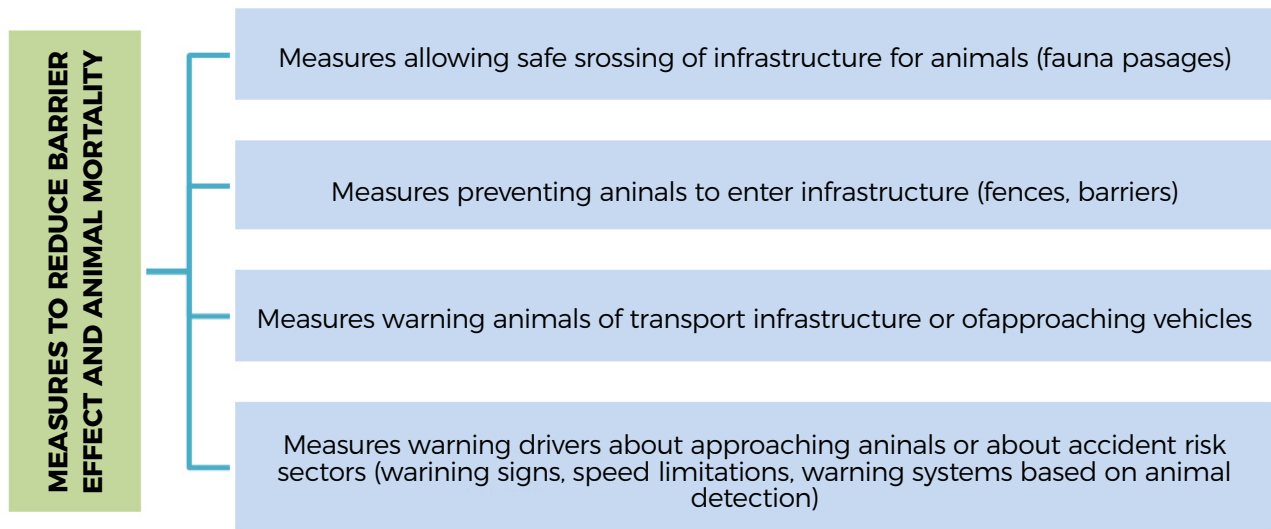 MEASURES TO REDUCE BARRIER
EFFECT AND ANIMAL MORTALITY
Measures allowing safe srossing of infrastructure for animals (fauna pasages)
Measures preventing aninals to enter infrastructure (fences, barriers)
Measures warning animals of transport infrastructure or ofapproaching vehicles
Measures warning drivers about approaching aninals or about accident risk
sectors (warining signs, speed limitations, warning systems based on animal
detection)